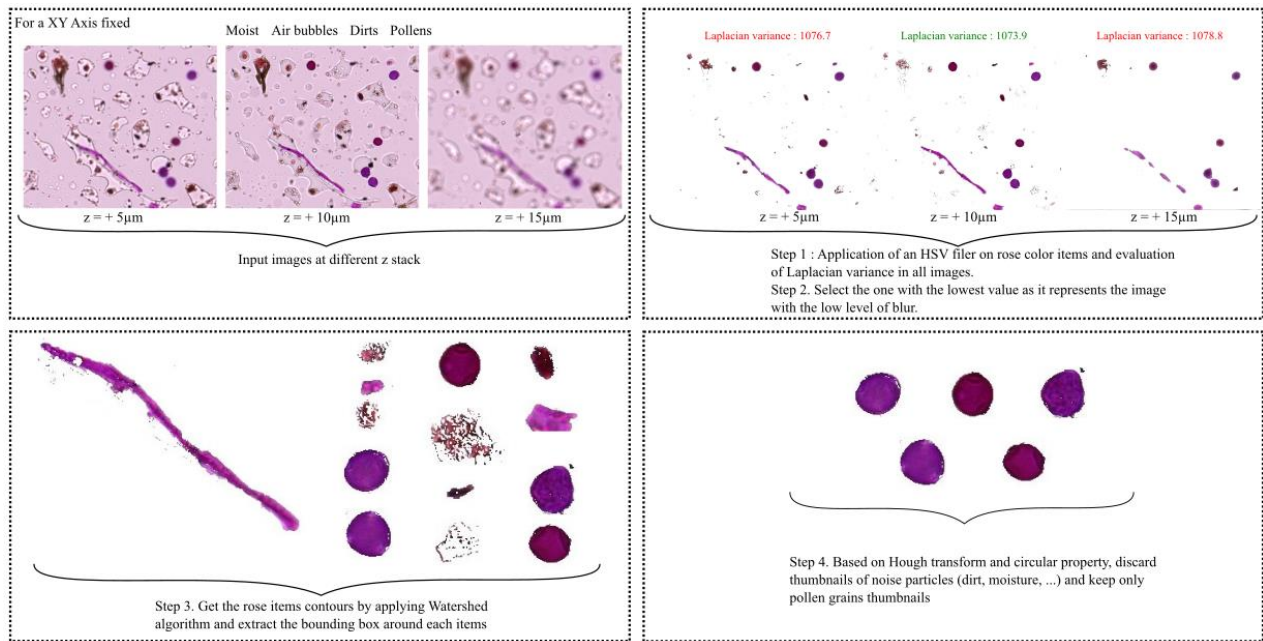 For a XY Axis fixed
Moist Air bubbles Dirts Pollens
z = + 5µm
z = + 10µm
z = + 15µm
Input images at different z stack
Laplacian variance : 1076.7
Laplacian variance : 1073.9
Laplacian variance : 1078.8
z = + 5µm
z = + 10µm
z = + 15µm
Step 1 : Application of an HSV filer on rose color items and evaluation
of Laplacian variance in all images.
Step 2. Select the one with the lowest value as it represents the image
with the low level of blur.
Step 3. Get the rose items contours by applying Watershed
algorithm and extract the bounding box around each items
Step 4. Based on Hough transform and circular property, discard
thumbnails of noise particles (dirt, moisture, ...) and keep only
pollen grains thumbnails